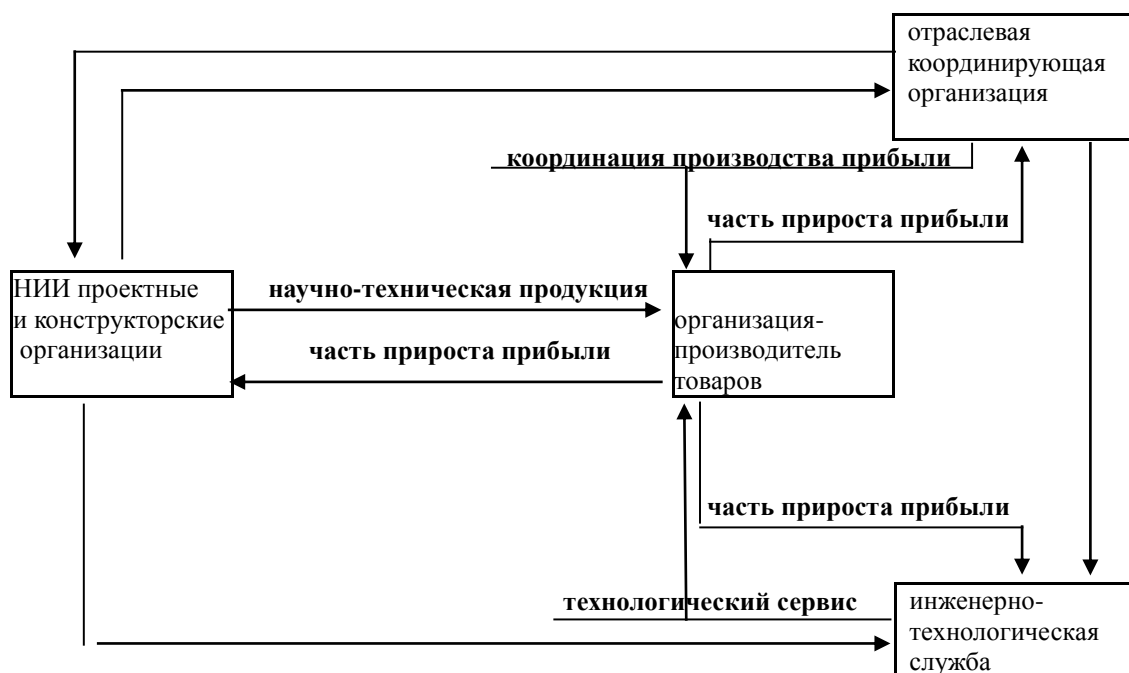 отраслевая
координирующая
организация
координация производства прибыли
часть прироста прибыли
НИИ проектные
и конструкторские
организации
научно-техническая продукция
часть прироста прибыли
организация-
производитель
товаров
часть прироста прибыли
технологический сервис
инженерно-
технологическая
служба